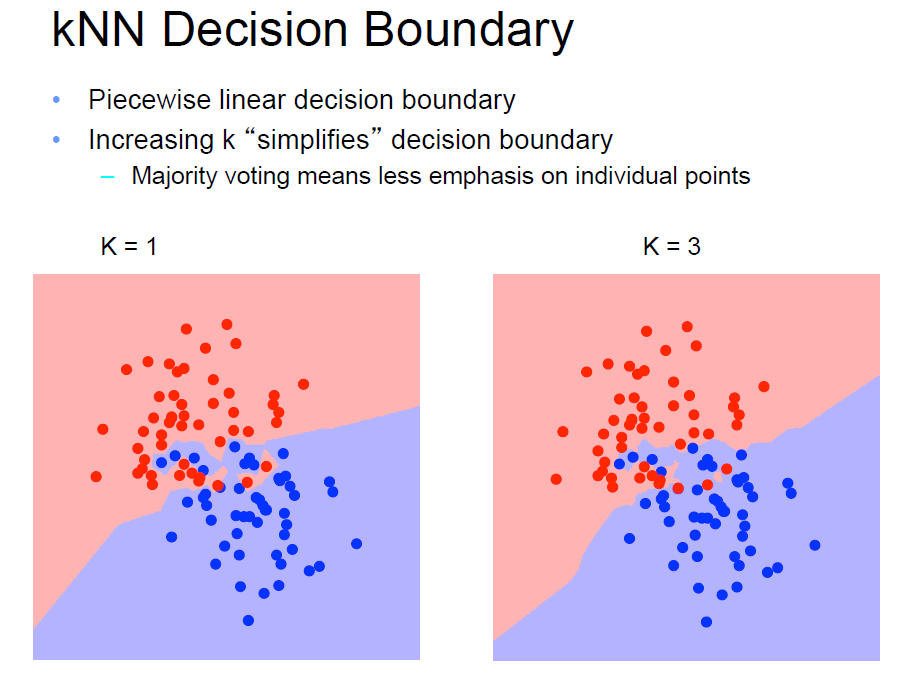 kNN Decision Boundary
• Piecewise linear decision boundary
• Increasing k “simplifies” decision boundary
– Majority voting means less emphasis on individual points
K = 1
K = 3